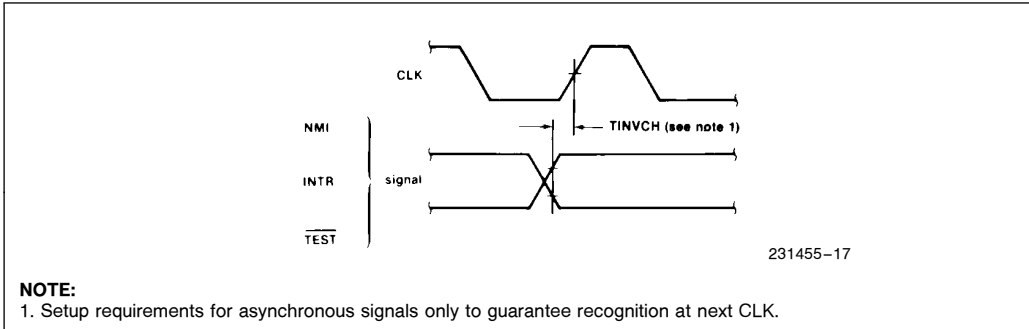 CLK
NMI
TINVCH (see note 1)
INTR
signal
T̅E̅S̅T̅
231455–17
NOTE:
1. Setup requirements for asynchronous signals only to guarantee recognition at next CLK.